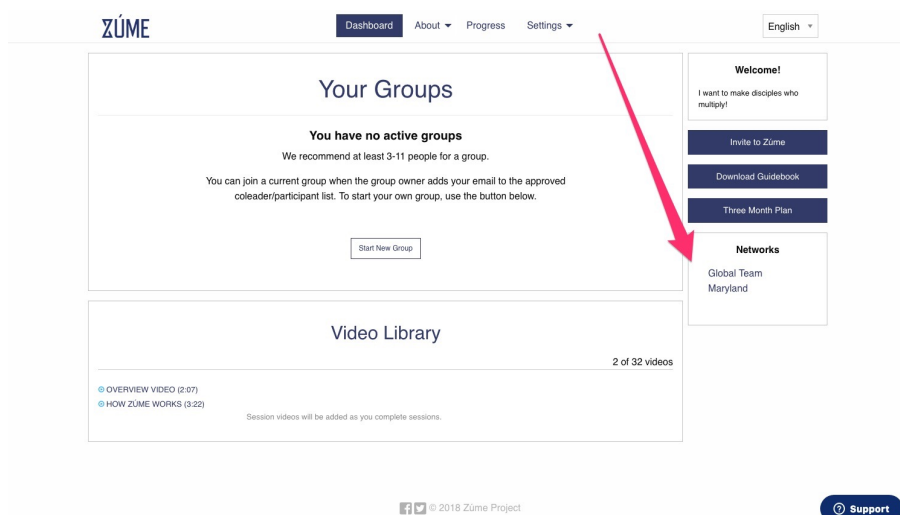 ZÚME
Dashboard About Progress Settings
English
Your Groups
You have no active groups
We recommend at least 3-11 people for a group.
You can join a current group when the group owner adds your email to the approved
coleader/participant list. To start your own group, use the button below.
Start New Group
Video Library
2 of 32 videos
OVERVIEW VIDEO (2:07)
HOW ZÚME WORKS (3:22)
Session videos will be added as you complete sessions.
Welcome!
I want to make disciples who
multiply!
Invite to Zúme
Download Guidebook
Three Month Plan
Networks
Global Team
Maryland
© 2018 Zúme Project
Support